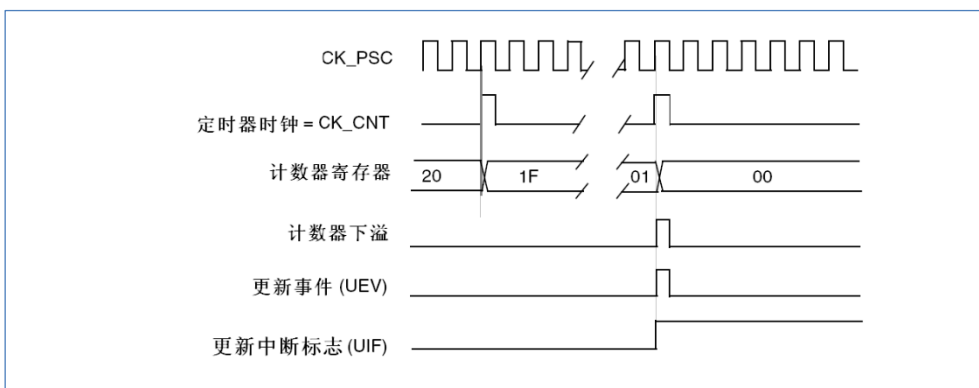 CK_PSC
定时器时钟 = CK_CNT
计数器寄存器 20 1F 01 00
计数器下溢
更新事件 (UEV)
更新中断标志 (UIF)